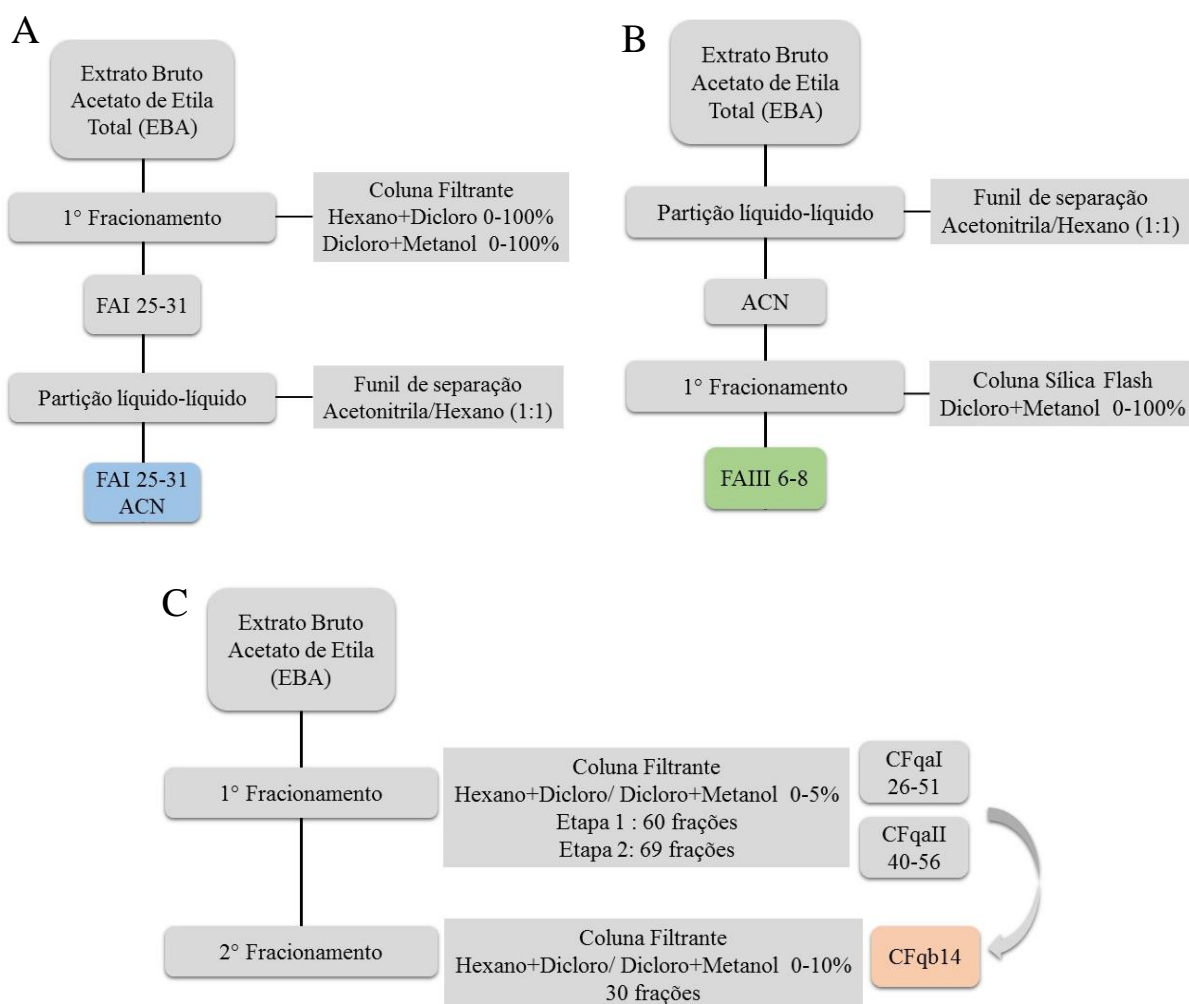 A
Extrato Bruto
Acetato de Etila
Total (EBA)
1° Fracionamento
Coluna Filtrante
Hexano+Dicloro 0-100%
Dicloro+Metanol 0-100%
FAI 25-31
Partição líquido-líquido
Funil de separação
Acetonitrila/Hexano (1:1)
FAI 25-31
ACN
B
Extrato Bruto
Acetato de Etila
Total (EBA)
Partição líquido-líquido
Funil de separação
Acetonitrila/Hexano (1:1)
ACN
1° Fracionamento
Coluna Sílica Flash
Dicloro+Metanol 0-100%
FAIII 6-8
C
Extrato Bruto
Acetato de Etila
(EBA)
1° Fracionamento
Coluna Filtrante
Hexano+Dicloro/ Dicloro+Metanol 0-5%
Etapa 1 : 60 frações
Etapa 2: 69 frações
CFqaI
26-51
CFqaII
40-56
2° Fracionamento
Coluna Filtrante
Hexano+Dicloro/ Dicloro+Metanol 0-10%
30 frações
CFqb14